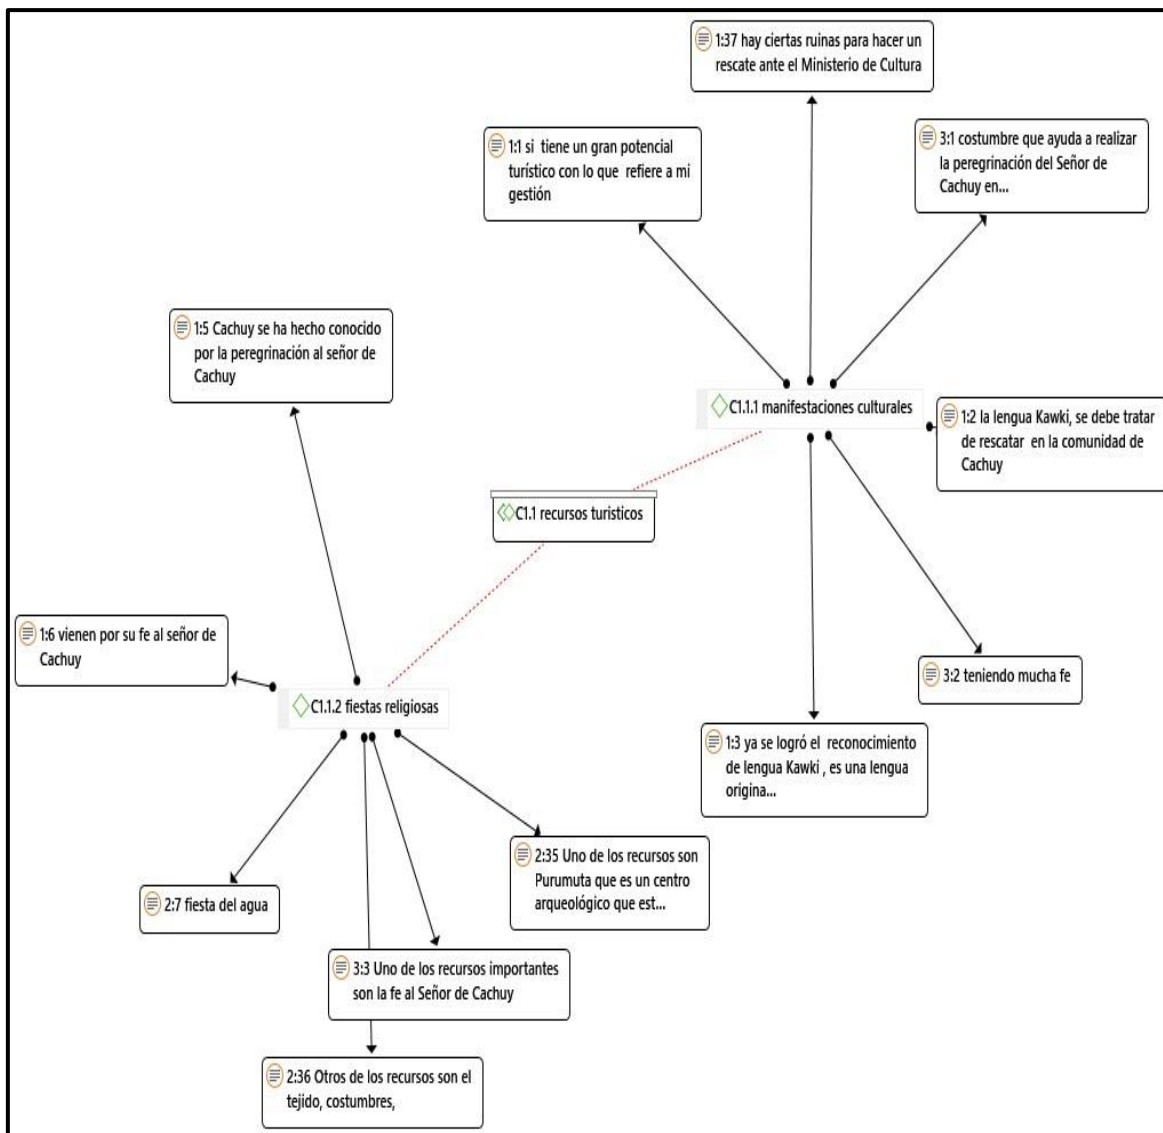 1:37 hay ciertas ruinas para hacer un
rescate ante el Ministerio de Cultura
1:1 si tiene un gran potencial
turístico con lo que refiere a mi
gestión
3:1 costumbre que ayuda a realizar
la peregrinación del Señor de
Cachuy en...
1:5 Cachuy se ha hecho conocido
por la peregrinación al señor de
Cachuy
C1.1.1 manifestaciones culturales
1:2 la lengua Kawki, se debe tratar
de rescatar en la comunidad de
Cachuy
C1.1 recursos turisticos
1:6 vienen por su fe al señor de
Cachuy
3:2 teniendo mucha fe
C1.1.2 fiestas religiosas
1:3 ya se logró el reconocimiento
de lengua Kawki , es una lengua
origina...
2:35 Uno de los recursos son
Purumuta que es un centro
arqueológico que est...
2:7 fiesta del agua
3:3 Uno de los recursos importantes
son la fe al Señor de Cachuy
2:36 Otros de los recursos son el
tejido, costumbres,